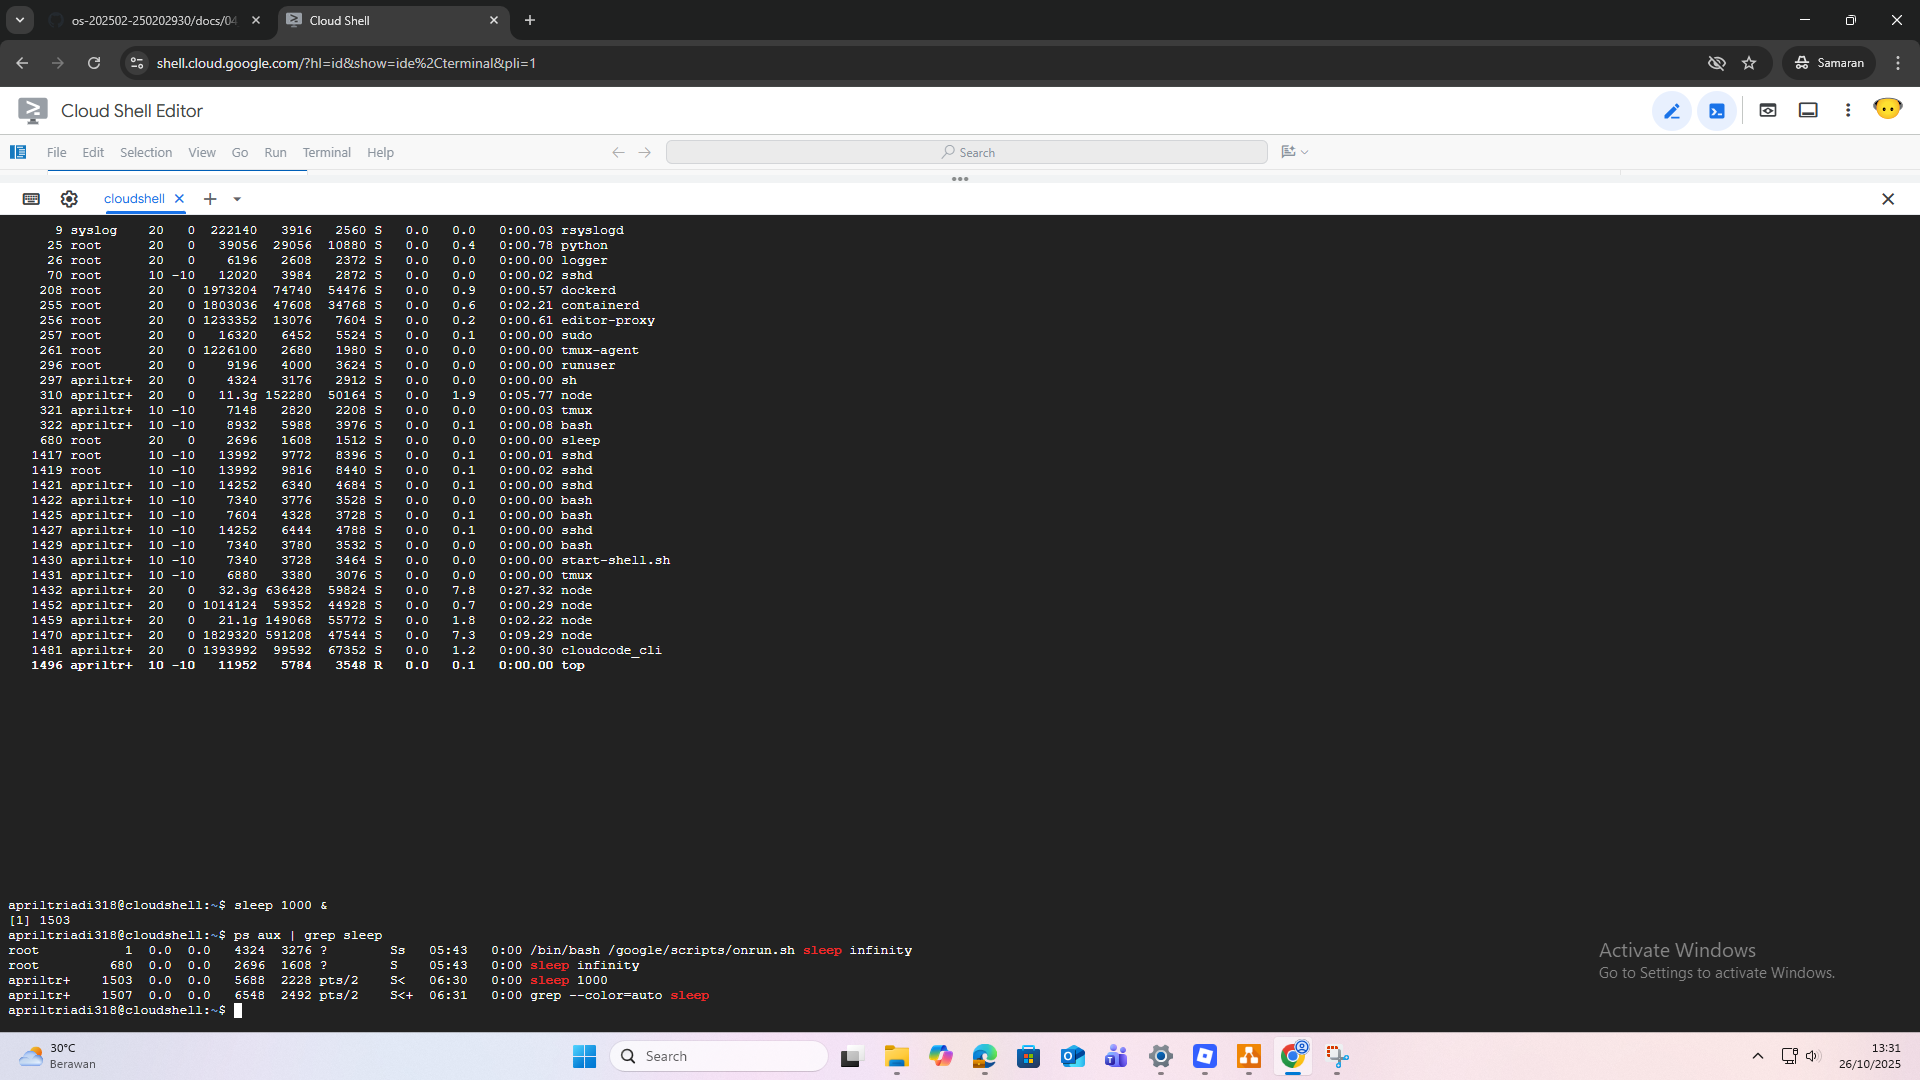 os-202502-250202930/docs/04
Cloud Shell
shell.cloud.google.com/?hl=id&show=ide%2Cterminal&pli=1
Samaran
Cloud Shell Editor
File Edit Selection View Go Run Terminal Help
Search
cloudshell
9 syslog 20 0 222140 3916 2560 S 0.0 0.0 0:00.03 rsyslogd
25 root 20 0 39056 29056 10880 S 0.0 0.4 0:00.78 python
26 root 20 0 6196 2608 2372 S 0.0 0.0 0:00.00 logger
70 root 10 -10 12020 3984 2872 S 0.0 0.0 0:00.02 sshd
208 root 20 0 1973204 74740 54476 S 0.0 0.9 0:00.57 dockerd
255 root 20 0 1803036 47608 34768 S 0.0 0.6 0:02.21 containerd
256 root 20 0 1233352 13076 7604 S 0.0 0.2 0:00.61 editor-proxy
257 root 20 0 16320 6452 5524 S 0.0 0.1 0:00.00 sudo
261 root 20 0 1226100 2680 1980 S 0.0 0.0 0:00.00 tmux-agent
296 root 20 0 9196 4000 3624 S 0.0 0.0 0:00.00 runuser
297 apriltr+ 20 0 4324 3176 2912 S 0.0 0.0 0:00.00 sh
310 apriltr+ 20 0 11.3g 152280 50164 S 0.0 1.9 0:05.77 node
321 apriltr+ 10 -10 7148 2820 2208 S 0.0 0.0 0:00.03 tmux
322 apriltr+ 10 -10 8932 5988 3976 S 0.0 0.1 0:00.08 bash
680 root 20 0 2696 1608 1512 S 0.0 0.0 0:00.00 sleep
1417 root 10 -10 13992 9772 8396 S 0.0 0.1 0:00.01 sshd
1419 root 10 -10 13992 9816 8440 S 0.0 0.1 0:00.02 sshd
1421 apriltr+ 10 -10 14252 6340 4684 S 0.0 0.1 0:00.00 sshd
1422 apriltr+ 10 -10 7340 3776 3528 S 0.0 0.0 0:00.00 bash
1425 apriltr+ 10 -10 7604 4328 3728 S 0.0 0.1 0:00.00 bash
1427 apriltr+ 10 -10 14252 6444 4788 S 0.0 0.1 0:00.00 sshd
1429 apriltr+ 10 -10 7340 3780 3532 S 0.0 0.0 0:00.00 bash
1430 apriltr+ 10 -10 7340 3728 3464 S 0.0 0.0 0:00.00 start-shell.sh
1431 apriltr+ 10 -10 6880 3380 3076 S 0.0 0.0 0:00.00 tmux
1432 apriltr+ 20 0 32.3g 636428 59824 S 0.0 7.8 0:27.32 node
1452 apriltr+ 20 0 1014124 59352 44928 S 0.0 0.7 0:00.29 node
1459 apriltr+ 20 0 21.1g 149068 55772 S 0.0 1.8 0:02.22 node
1470 apriltr+ 20 0 1829320 591208 47544 S 0.0 7.3 0:09.29 node
1481 apriltr+ 20 0 1393992 99592 67352 S 0.0 1.2 0:00.30 cloudcode_cli
1496 apriltr+ 10 -10 11952 5784 3548 R 0.0 0.1 0:00.00 top
apriltriadi318@cloudshell:~$ sleep 1000 &
[1] 1503
apriltriadi318@cloudshell:~$ ps aux | grep sleep
root 1 0.0 0.0 4324 3276 ? Ss 05:43 0:00 /bin/bash /google/scripts/onrun.sh sleep infinity
root 680 0.0 0.0 2696 1608 ? S 05:43 0:00 sleep infinity
apriltr+ 1503 0.0 0.0 5688 2228 pts/2 S< 06:30 0:00 sleep 1000
apriltr+ 1507 0.0 0.0 6548 2492 pts/2 S<+ 06:31 0:00 grep --color=auto sleep
apriltriadi318@cloudshell:~$
Activate Windows
Go to Settings to activate Windows.
30°C
Berawan
Search
13:31
26/10/2025